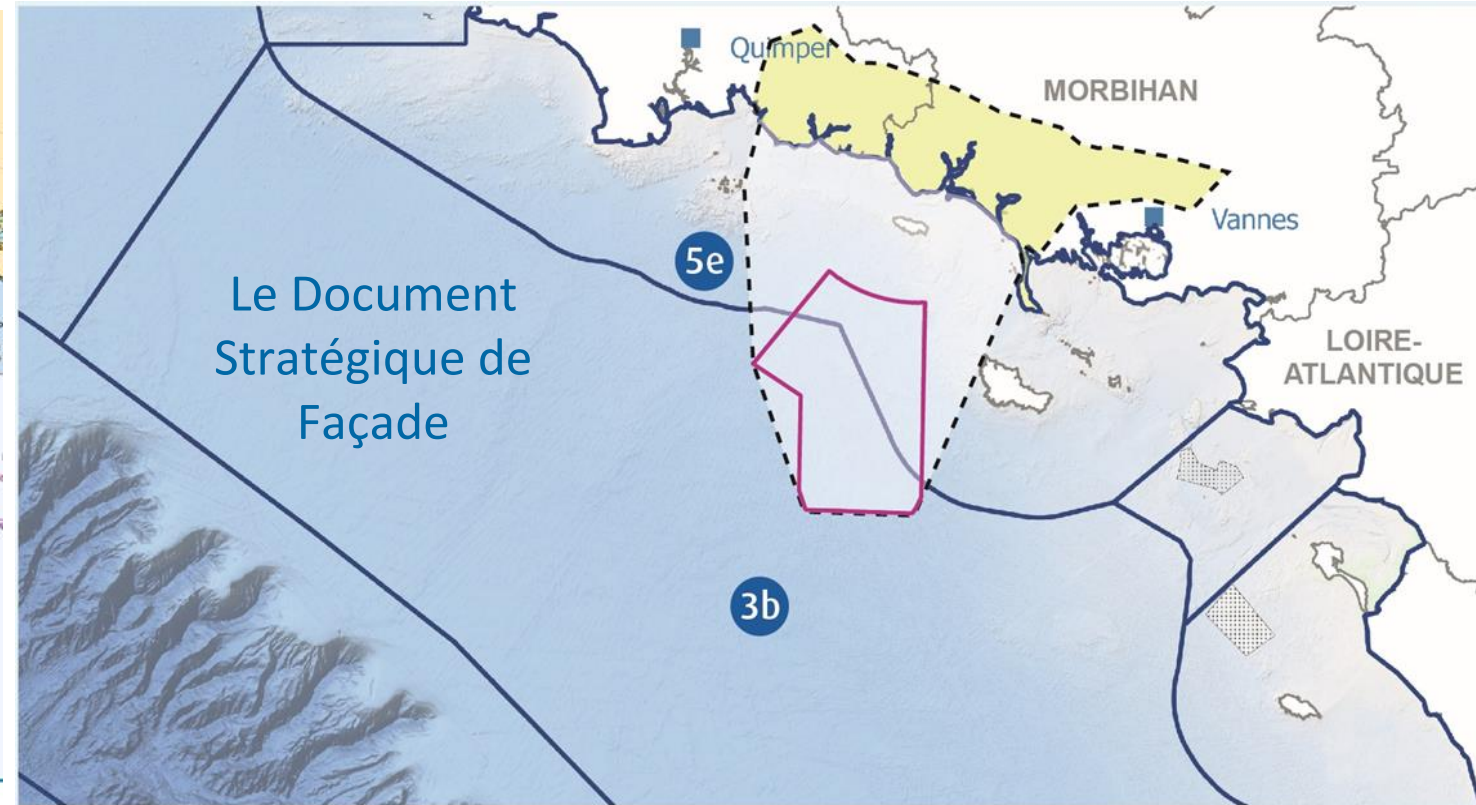 Quimper
MORBIHAN
Vannes
5e
Le Document
Stratégique de
Façade
LOIRE-
ATLANTIQUE
3b